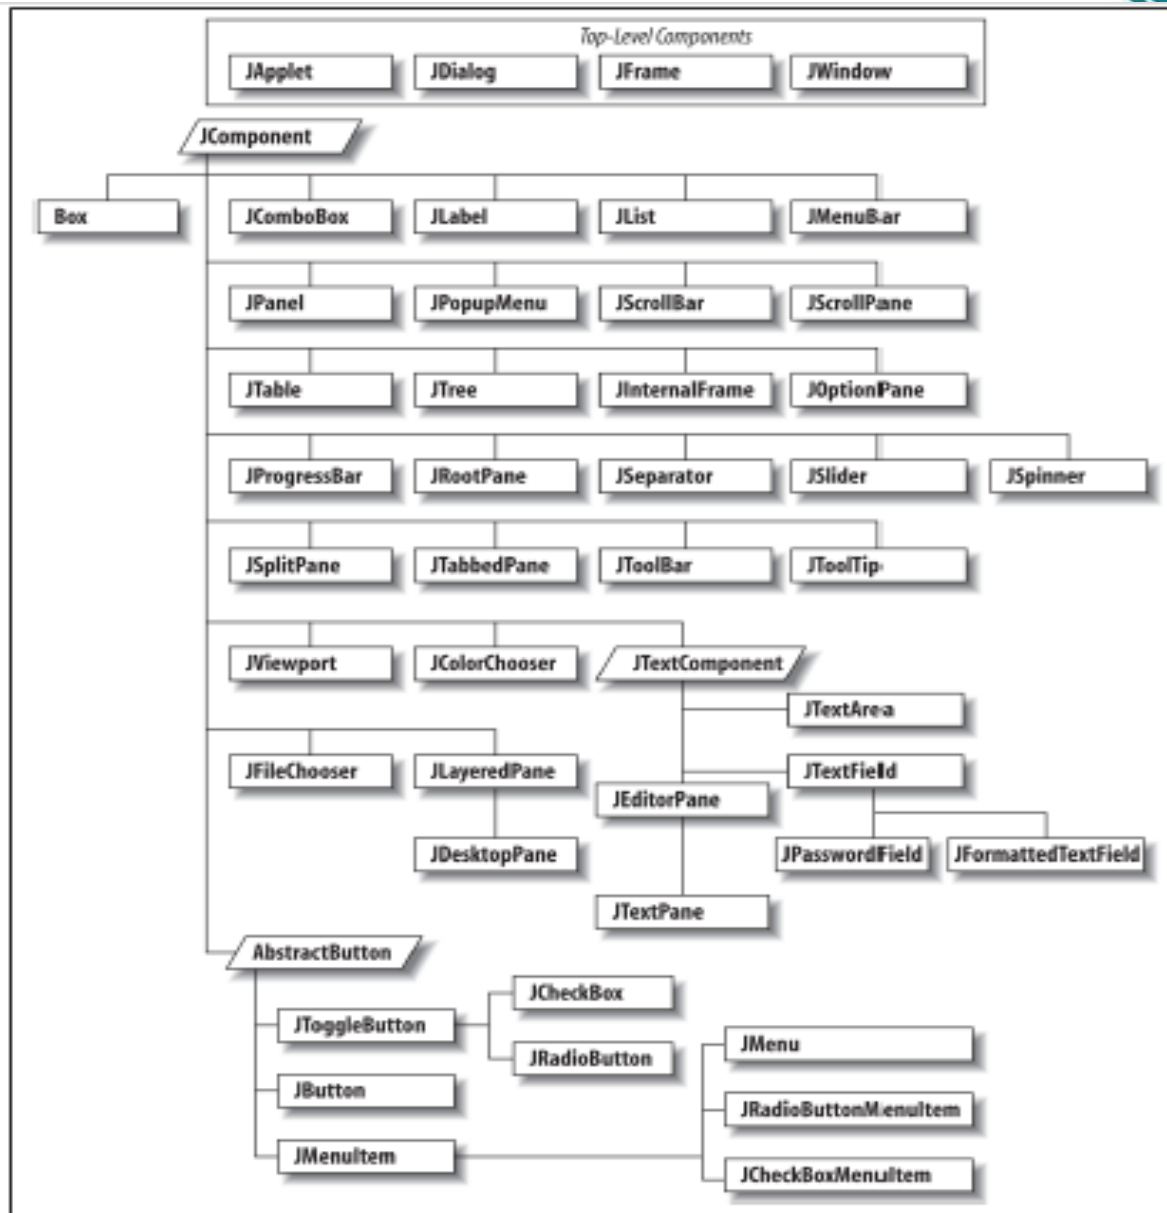 Top-Level Components
JApplet JDialog JFrame JWindow
JComponent
Box JComboBox JLabel JList JMenuBar
JPanel JPopupMenu JScrollBar JScrollPane
JTable JTree JInternalFrame JOptionPane
JProgressBar JRootPane JSeparator JSlider JSpinner
JSplitPane JTabbedPane JToolBar JToolTip
JViewport JColorChooser JTextComponent
JTextArea
JFileChooser JLayeredPane JTextField
JEditorPane
JDesktopPane JPasswordField JFormattedTextField
JTextPane
AbstractButton
JCheckBox
JToggleButton
JMenu
JRadioButton
JButton
JRadioButtonMenuItem
JMenuItem
JCheckBoxMenuItem